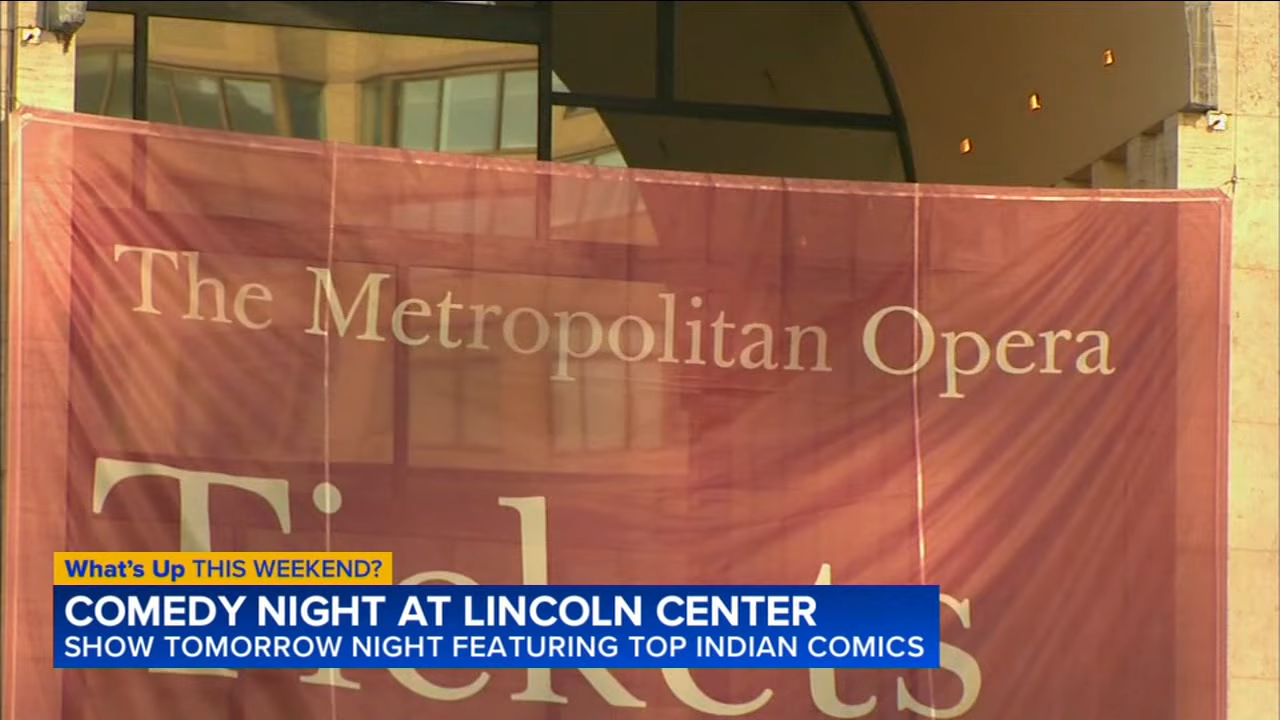 The Metropolitan Opera
Tickets
What's Up THIS WEEKEND?
COMEDY NIGHT AT LINCOLN CENTER
SHOW TOMORROW NIGHT FEATURING TOP INDIAN COMICS